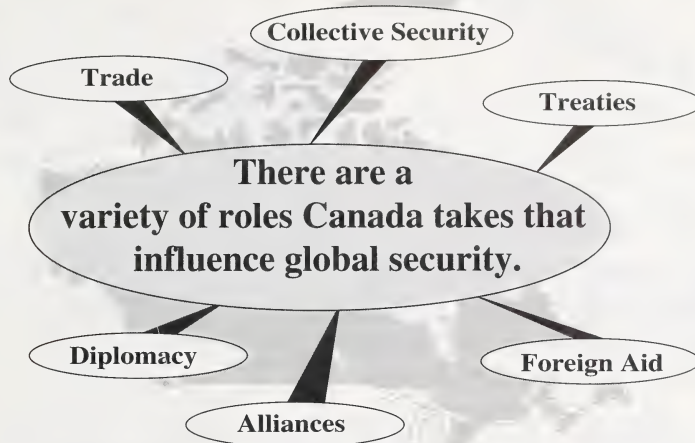 Collective Security
Trade
Treaties
There are a
variety of roles Canada takes that
influence global security.
Diplomacy
Foreign Aid
Alliances